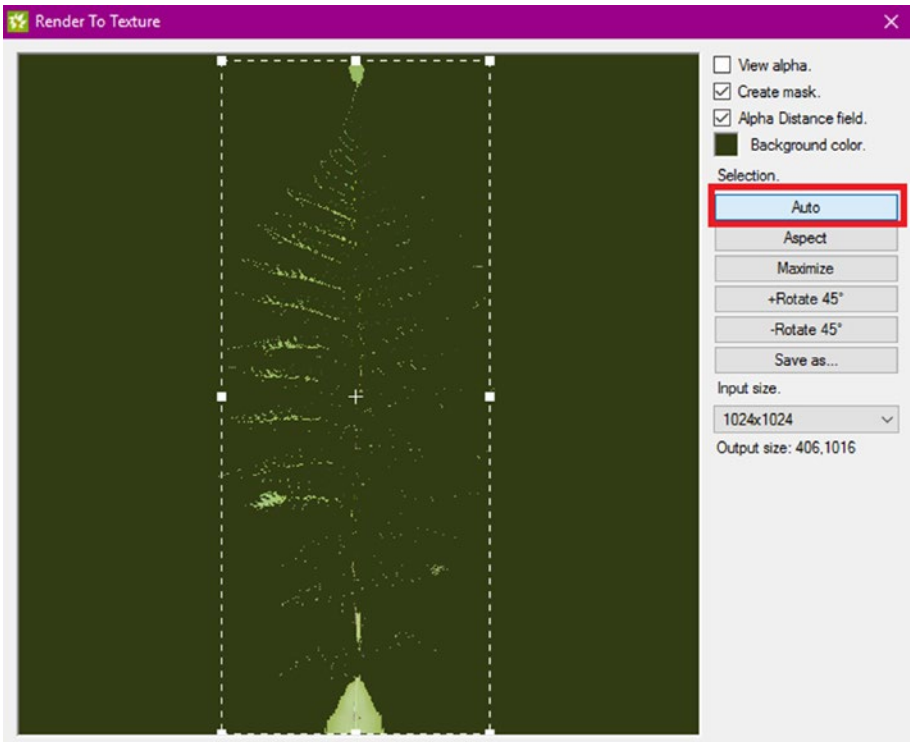 Render To Texture
View alpha.
Create mask.
Alpha Distance field.
Background color.
Selection.
Auto
Aspect
Maximize
+Rotate 45°
-Rotate 45°
Save as...
Input size.
1024x1024
Output size: 406,1016